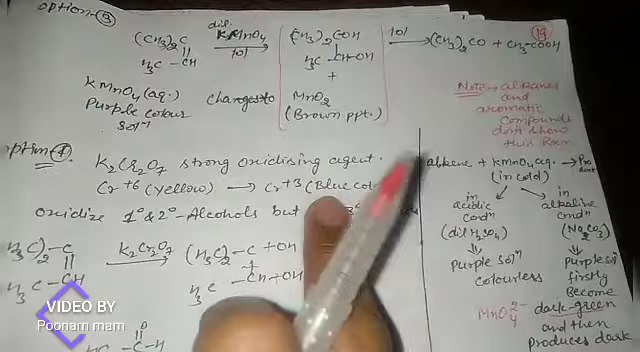 option-③
(19)
(CH3)2 C dil. KMnO4 (CH3)2COH [O] (CH3)2CO + CH3-COOH
|| [O]
H3C - CH H3C - CH-OH
+
KMnO4(aq.) changes to MnO2
Purple colour (Brown ppt.)
soln
Note:- alkanes
and
aromatic
compounds
don't show
this Rxn
option ④.
K2Cr2O7 strong oxidising agent.
Cr+6 (yellow) → Cr+3 (Blue
oxidize 1° & 2°-Alcohols but
H3C)2-C K2Cr2O7 (H3C)2-C+OH
||
H3C - CH H3C -CH+OH
O
HC - C-H
alkene + KMnO4 aq. →
(in cold)
in in
acidic alkaline
condn condn
(dil H2SO4) (Na2CO3)
Purple soln purple soln
colourless firstly
Become
MnO4 2- dark-green
and then
produces dark
VIDEO BY
Poonam mam